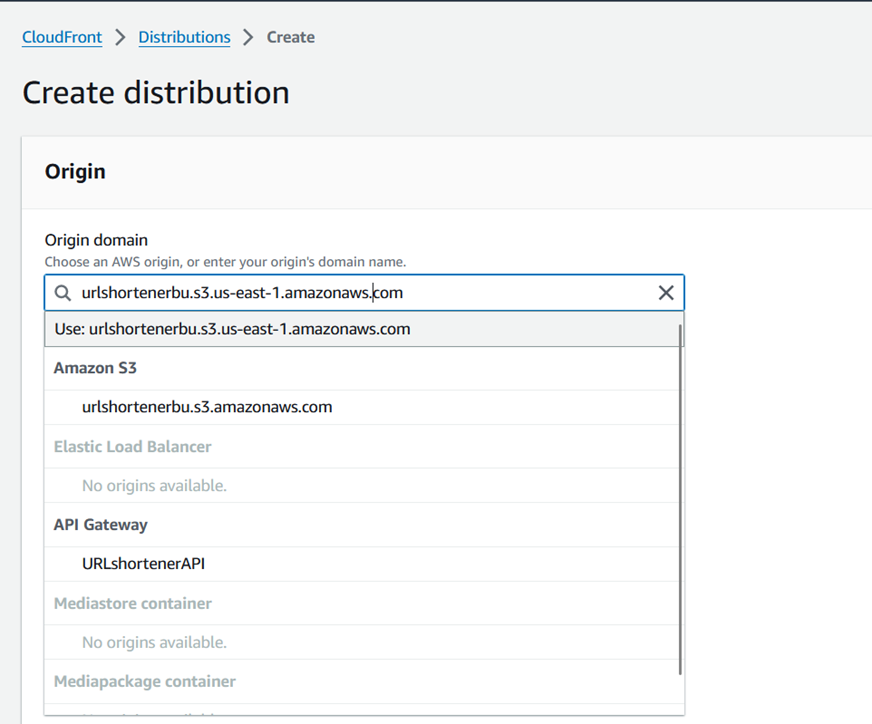 CloudFront > Distributions > Create
Create distribution
Origin
Origin domain
Choose an AWS origin, or enter your origin's domain name.
urlshortenerbu.s3.us-east-1.amazonaws.com
Use: urlshortenerbu.s3.us-east-1.amazonaws.com
Amazon S3
urlshortenerbu.s3.amazonaws.com
Elastic Load Balancer
No origins available.
API Gateway
URLshortenerAPI
Mediastore container
No origins available.
Mediapackage container